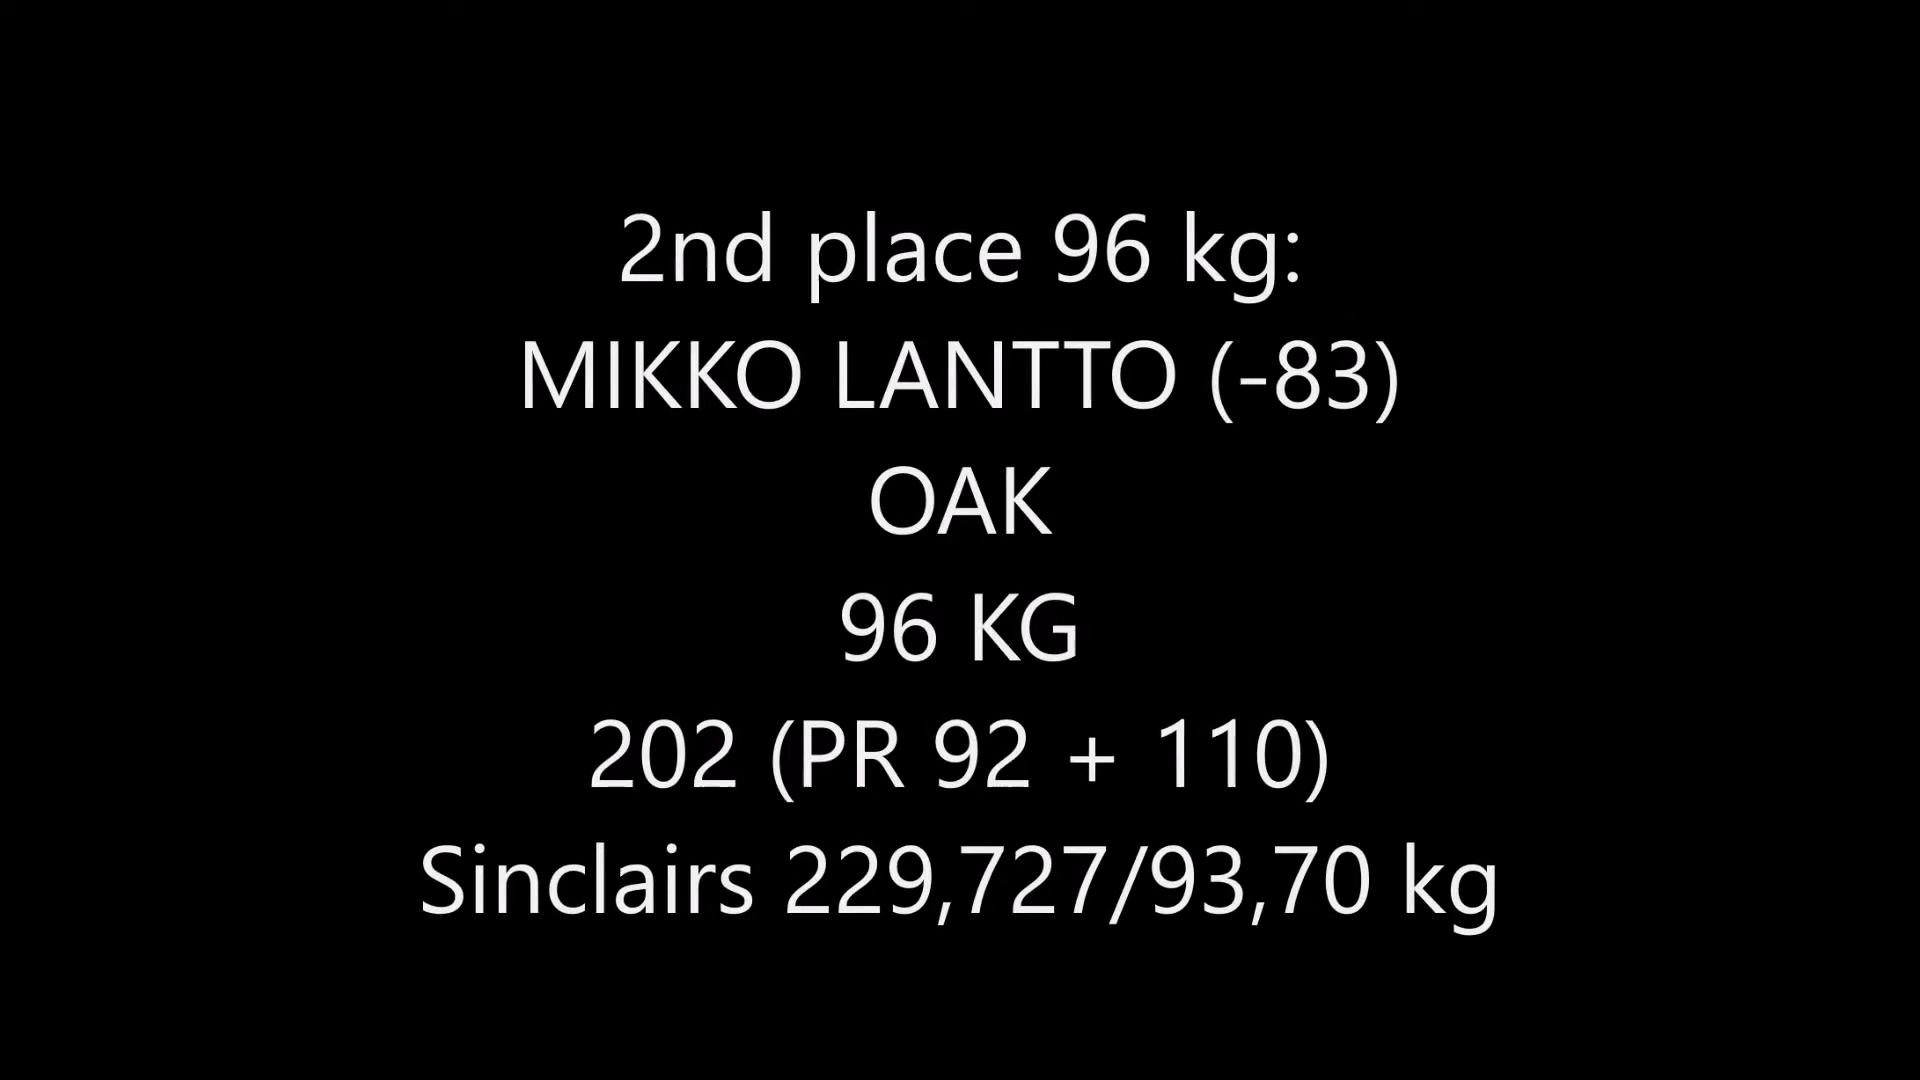 2nd place 96 kg:
MIKKO LANTTO (-83)
OAK
96 KG
202 (PR 92 + 110)
Sinclairs 229,727/93,70 kg